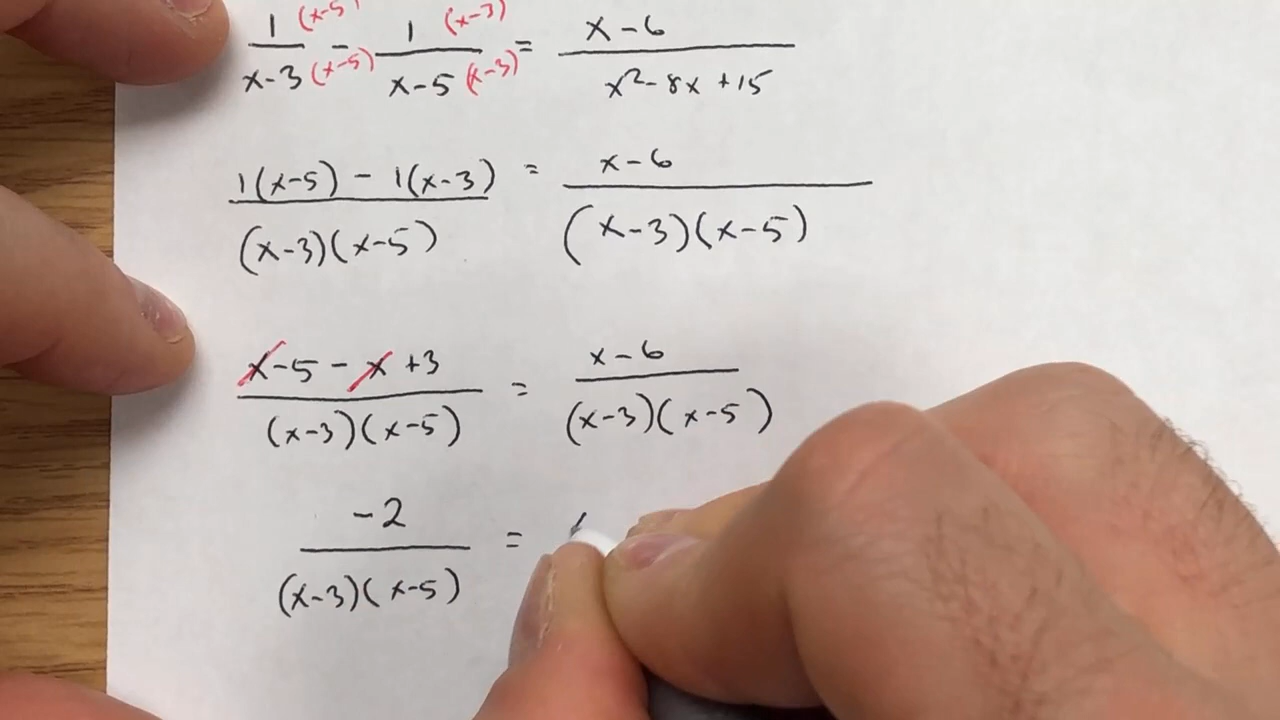 1 (x-5) - 1 (x-3) = x-6
x-3 (x-5) x-5 (x-3) x²-8x+15
1(x-5) - 1(x-3) = x-6
(x-3)(x-5) (x-3)(x-5)
x-5-x+3 = x-6
(x-3)(x-5) (x-3)(x-5)
-2 =
(x-3)(x-5)